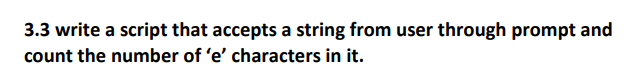 3.3 write a script that accepts a string from user through prompt and
count the number of ‘e’ characters in it.